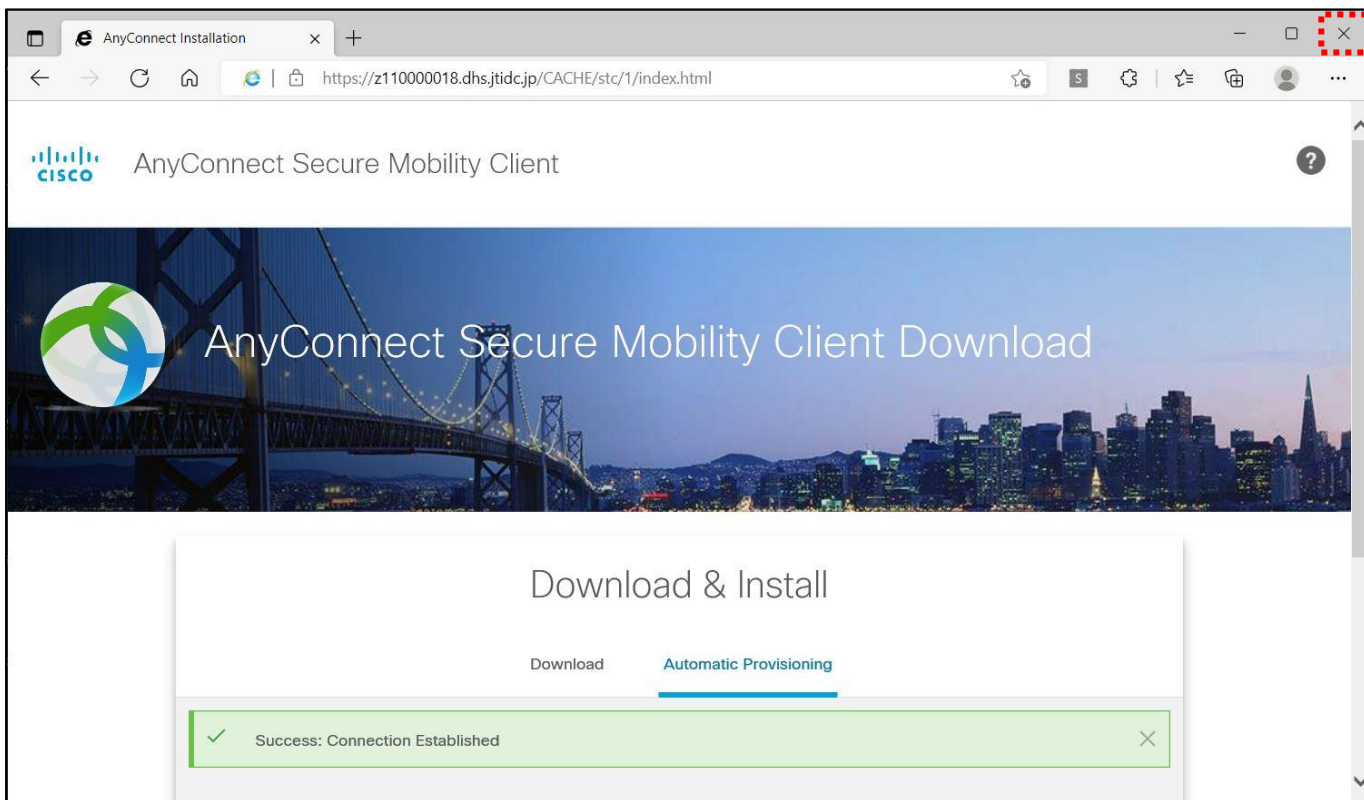 AnyConnect Installation
https://z110000018.dhs.jtidc.jp/CACHE/stc/1/index.html
S
CISCO
AnyConnect Secure Mobility Client
?
AnyConnect Secure Mobility Client Download
Download & Install
Download
Automatic Provisioning
Success: Connection Established